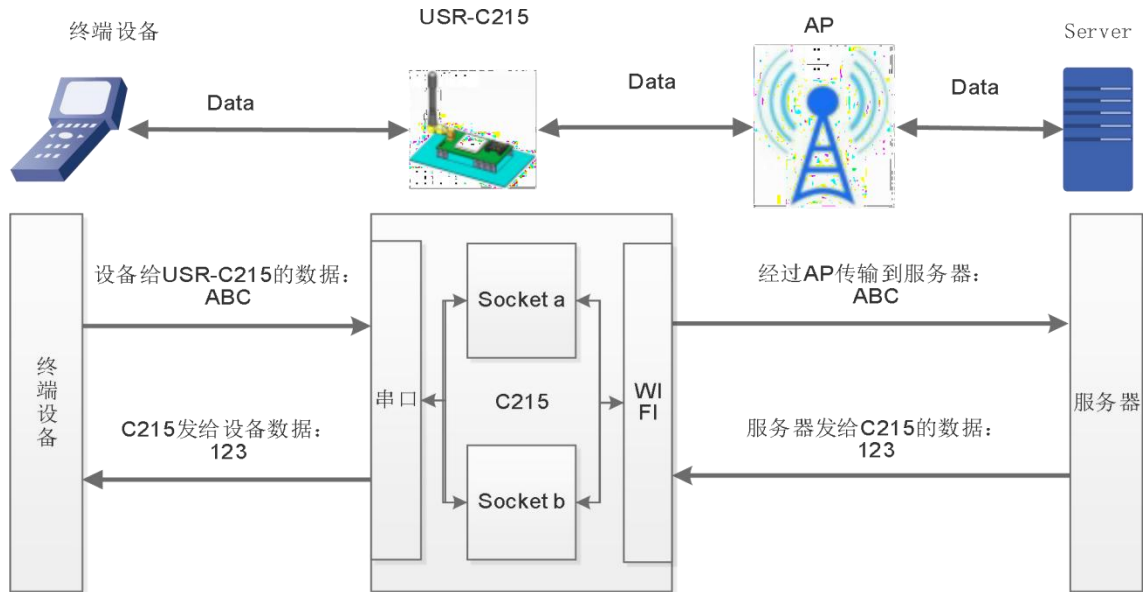 终端设备
USR-C215
AP
Server
Data
Data
Data
设备给USR-C215的数据：
ABC
经过AP传输到服务器：
ABC
终
端
设
备
串口
Socket a
C215
Socket b
WI
FI
服务器
C215发给设备数据：
123
服务器发给C215的数据：
123